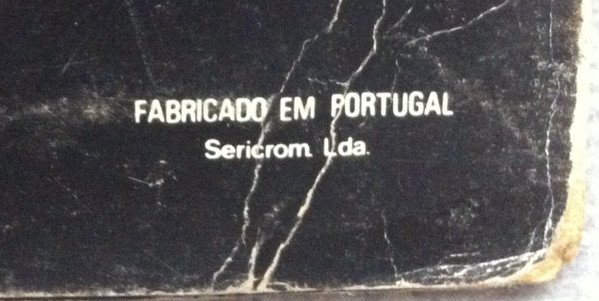 FABRICADO EM PORTUGAL
Sericrom Lda.